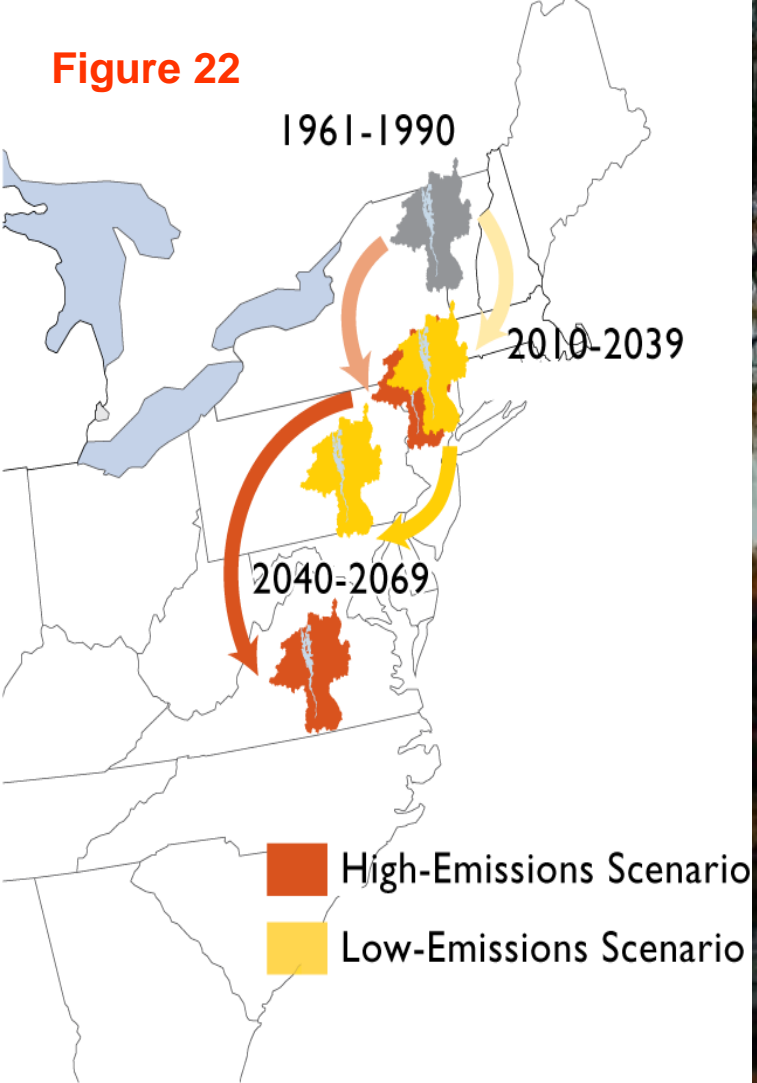 Figure 22
1961-1990
2010-2039
2040-2069
High-Emissions Scenario
Low-Emissions Scenario